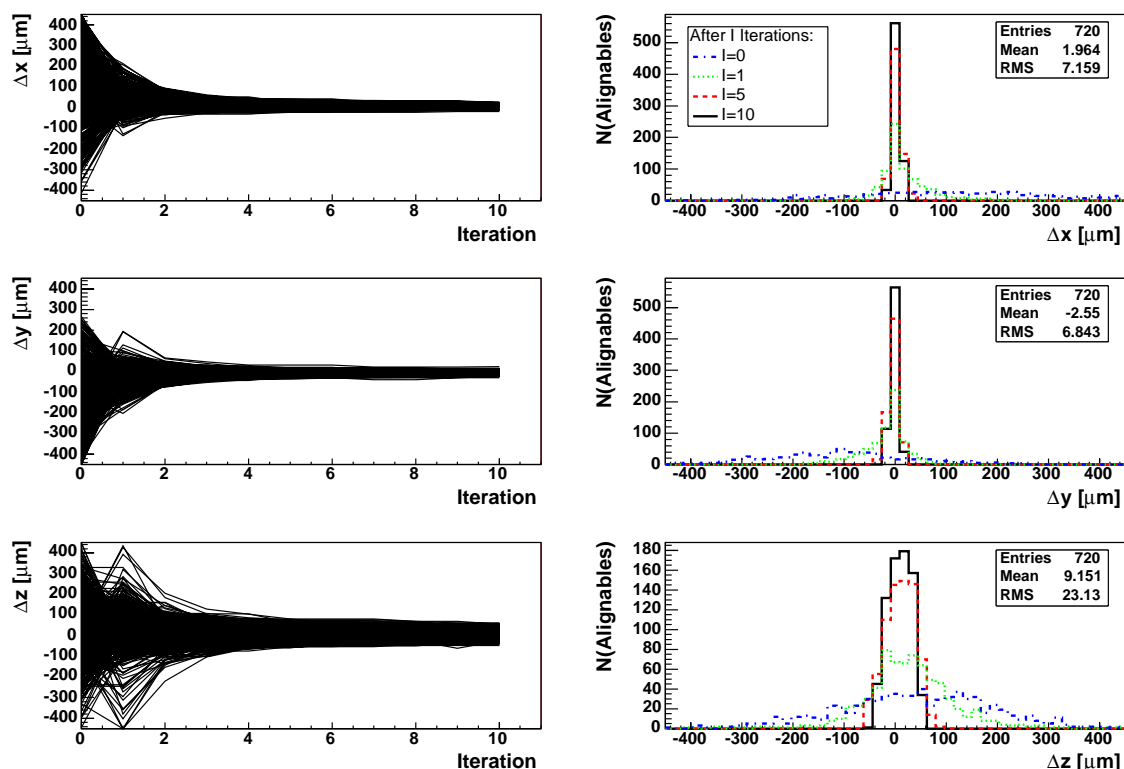 Δx [μm]
400
300
200
100
0
-100
-200
-300
-400
0 2 4 6 8 10
Iteration
N(Alignables)
500
400
300
200
100
0
After I Iterations:
I=0
I=1
I=5
I=10
Entries 720
Mean 1.964
RMS 7.159
-400 -300 -200 -100 0 100 200 300 400
Δx [μm]
Δy [μm]
400
300
200
100
0
-100
-200
-300
-400
0 2 4 6 8 10
Iteration
N(Alignables)
500
400
300
200
100
0
Entries 720
Mean -2.55
RMS 6.843
-400 -300 -200 -100 0 100 200 300 400
Δy [μm]
Δz [μm]
400
300
200
100
0
-100
-200
-300
-400
0 2 4 6 8 10
Iteration
N(Alignables)
180
160
140
120
100
80
60
40
20
0
Entries 720
Mean 9.151
RMS 23.13
-400 -300 -200 -100 0 100 200 300 400
Δz [μm]